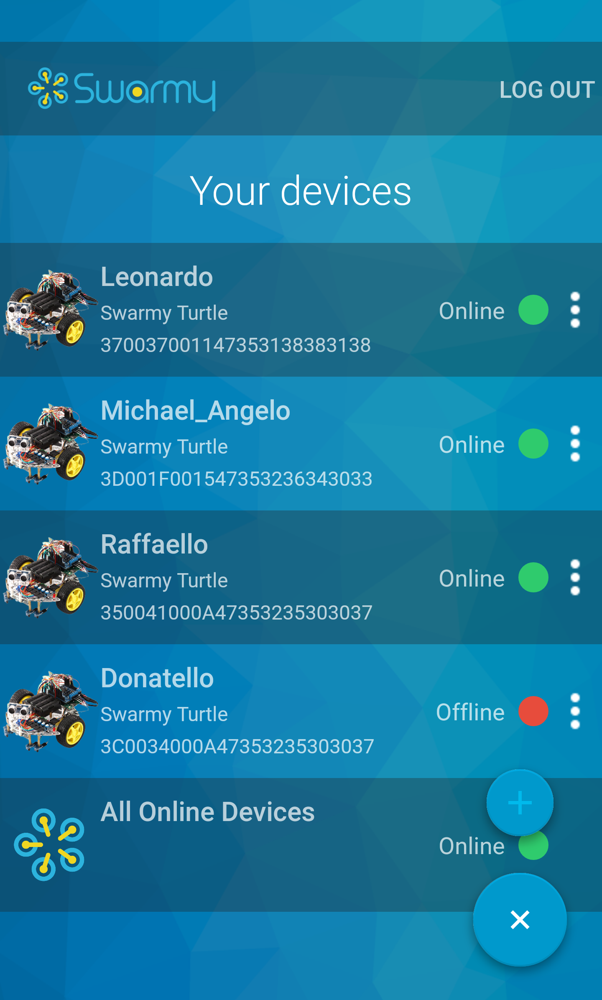 Swarmy
LOG OUT
Your devices
Leonardo
Swarmy Turtle
370037001147353138383138
Online
Michael_Angelo
Swarmy Turtle
3D001F001547353236343033
Online
Raffaello
Swarmy Turtle
350041000A47353235303037
Online
Donatello
Swarmy Turtle
3C0034000A47353235303037
Offline
All Online Devices
Online